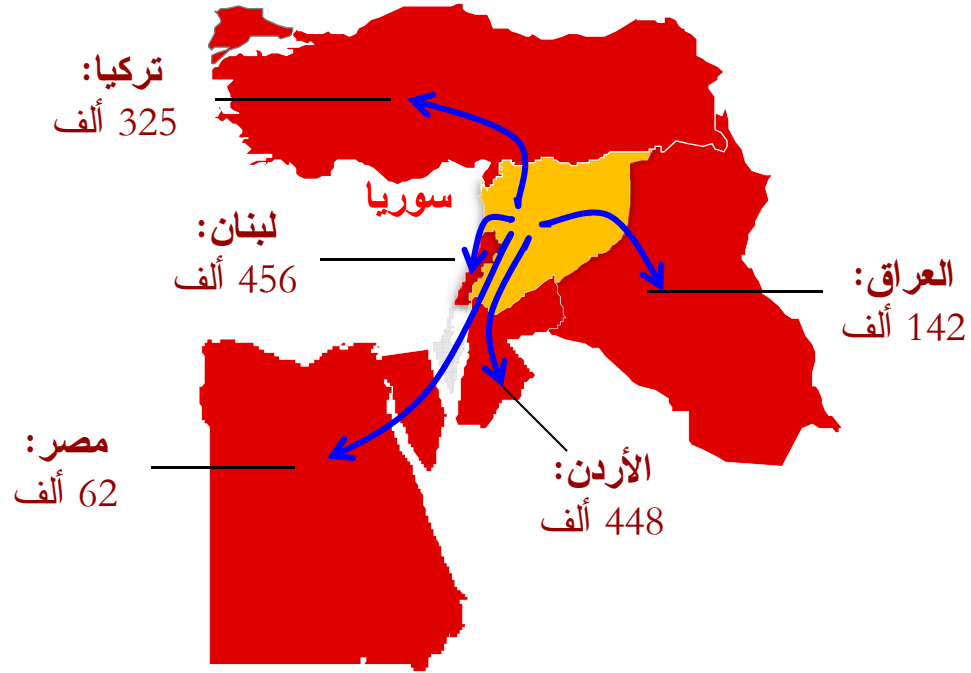 تركيا:
325 ألف
سوريا
لبنان:
456 ألف
العراق:
142 ألف
مصر:
62 ألف
الأردن:
448 ألف